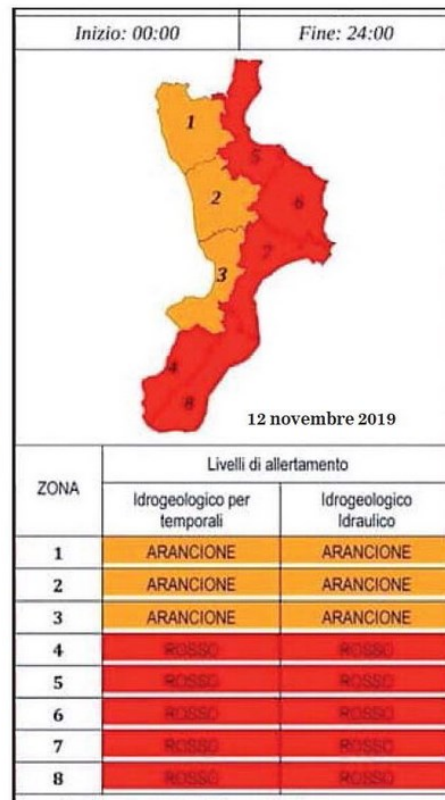 Inizio: 00:00 Fine: 24:00
1
5
2
6
7
3
4
8
12 novembre 2019
ZONA
Livelli di allertamento
Idrogeologico per temporali
Idrogeologico Idraulico
1 ARANCIONE ARANCIONE
2 ARANCIONE ARANCIONE
3 ARANCIONE ARANCIONE
4 ROSSO ROSSO
5 ROSSO ROSSO
6 ROSSO ROSSO
7 ROSSO ROSSO
8 ROSSO ROSSO